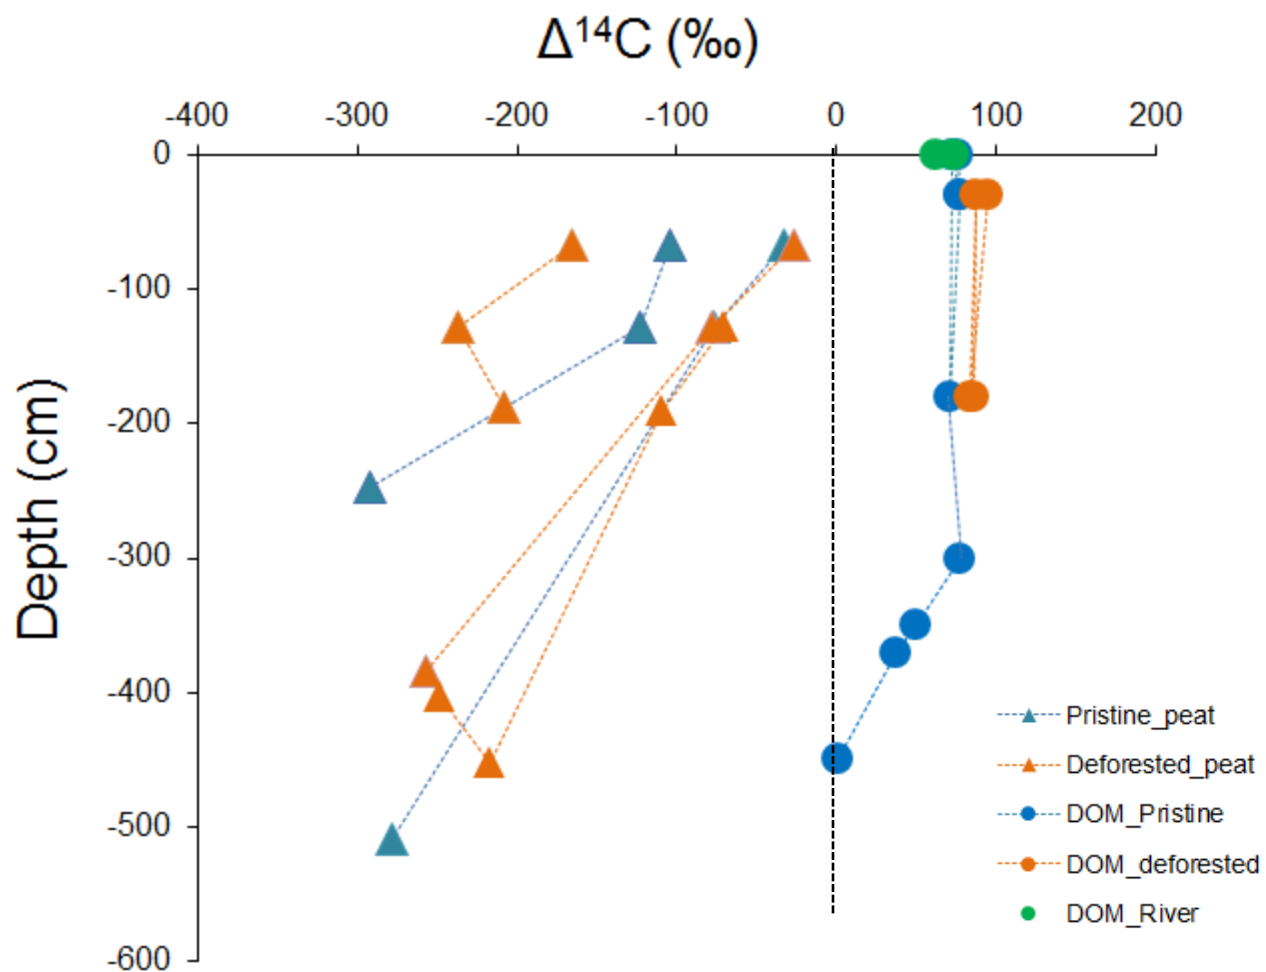 Δ¹⁴C (‰)
-400 -300 -200 -100 0 100 200
0
-100
-200
-300
-400
-500
-600
Depth (cm)
Pristine_peat
Deforested_peat
DOM_Pristine
DOM_deforested
DOM_River